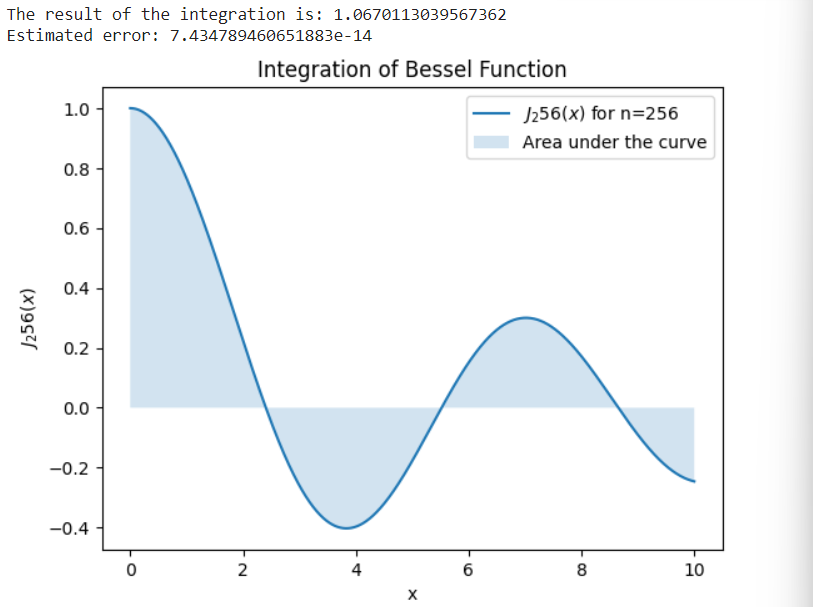 The result of the integration is: 1.0670113039567362
Estimated error: 7.434789460651883e-14
Integration of Bessel Function
J₂56(x) for n=256
Area under the curve
J₂56(x)
1.0
0.8
0.6
0.4
0.2
0.0
−0.2
−0.4
0 2 4 6 8 10
x